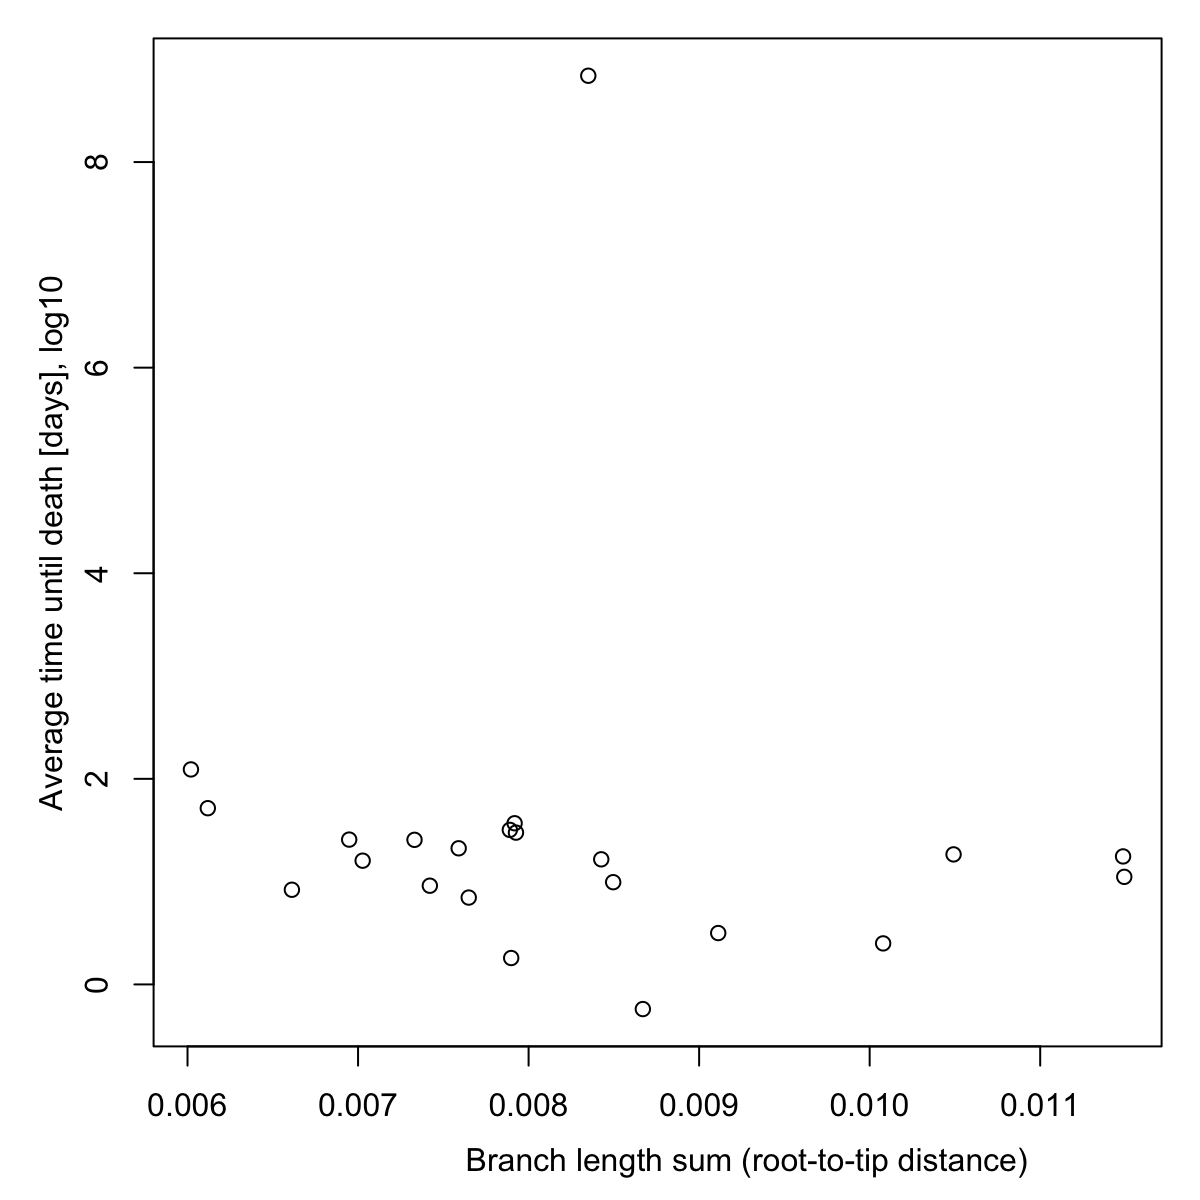 Average time until death [days], log10
8
6
4
2
0
0.006 0.007 0.008 0.009 0.010 0.011
Branch length sum (root-to-tip distance)